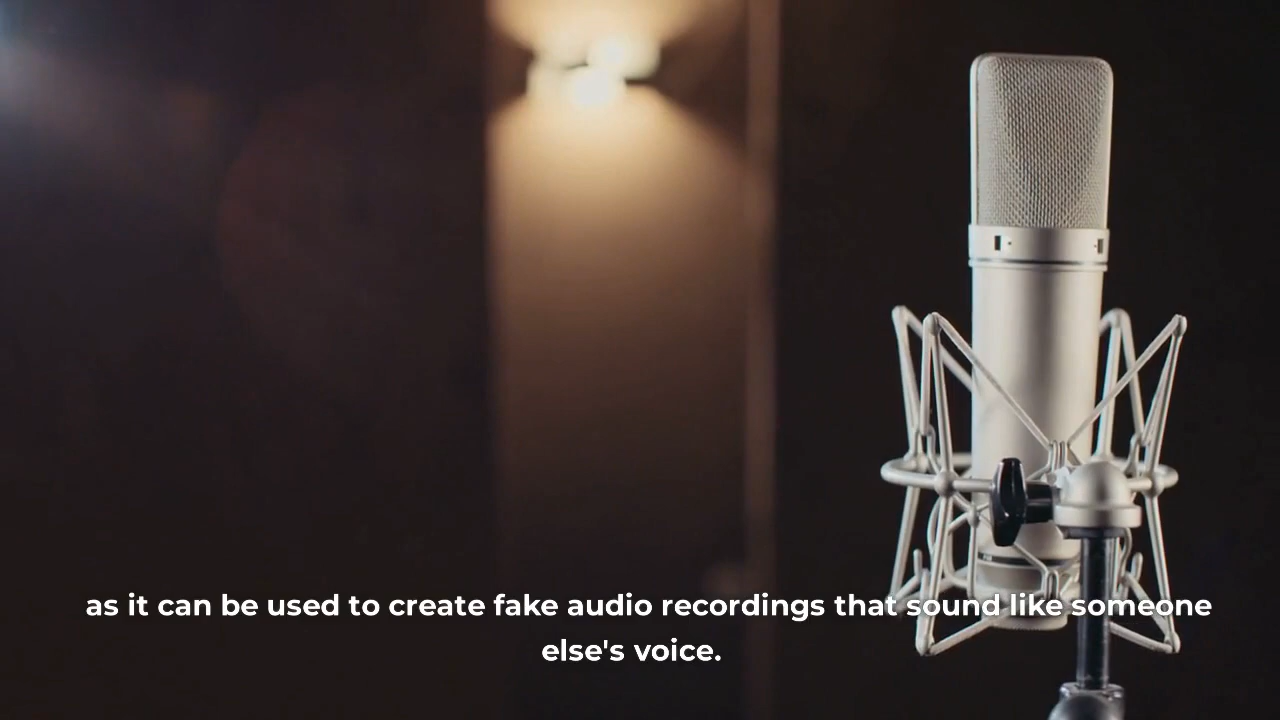 as it can be used to create fake audio recordings that sound like someone
else's voice.